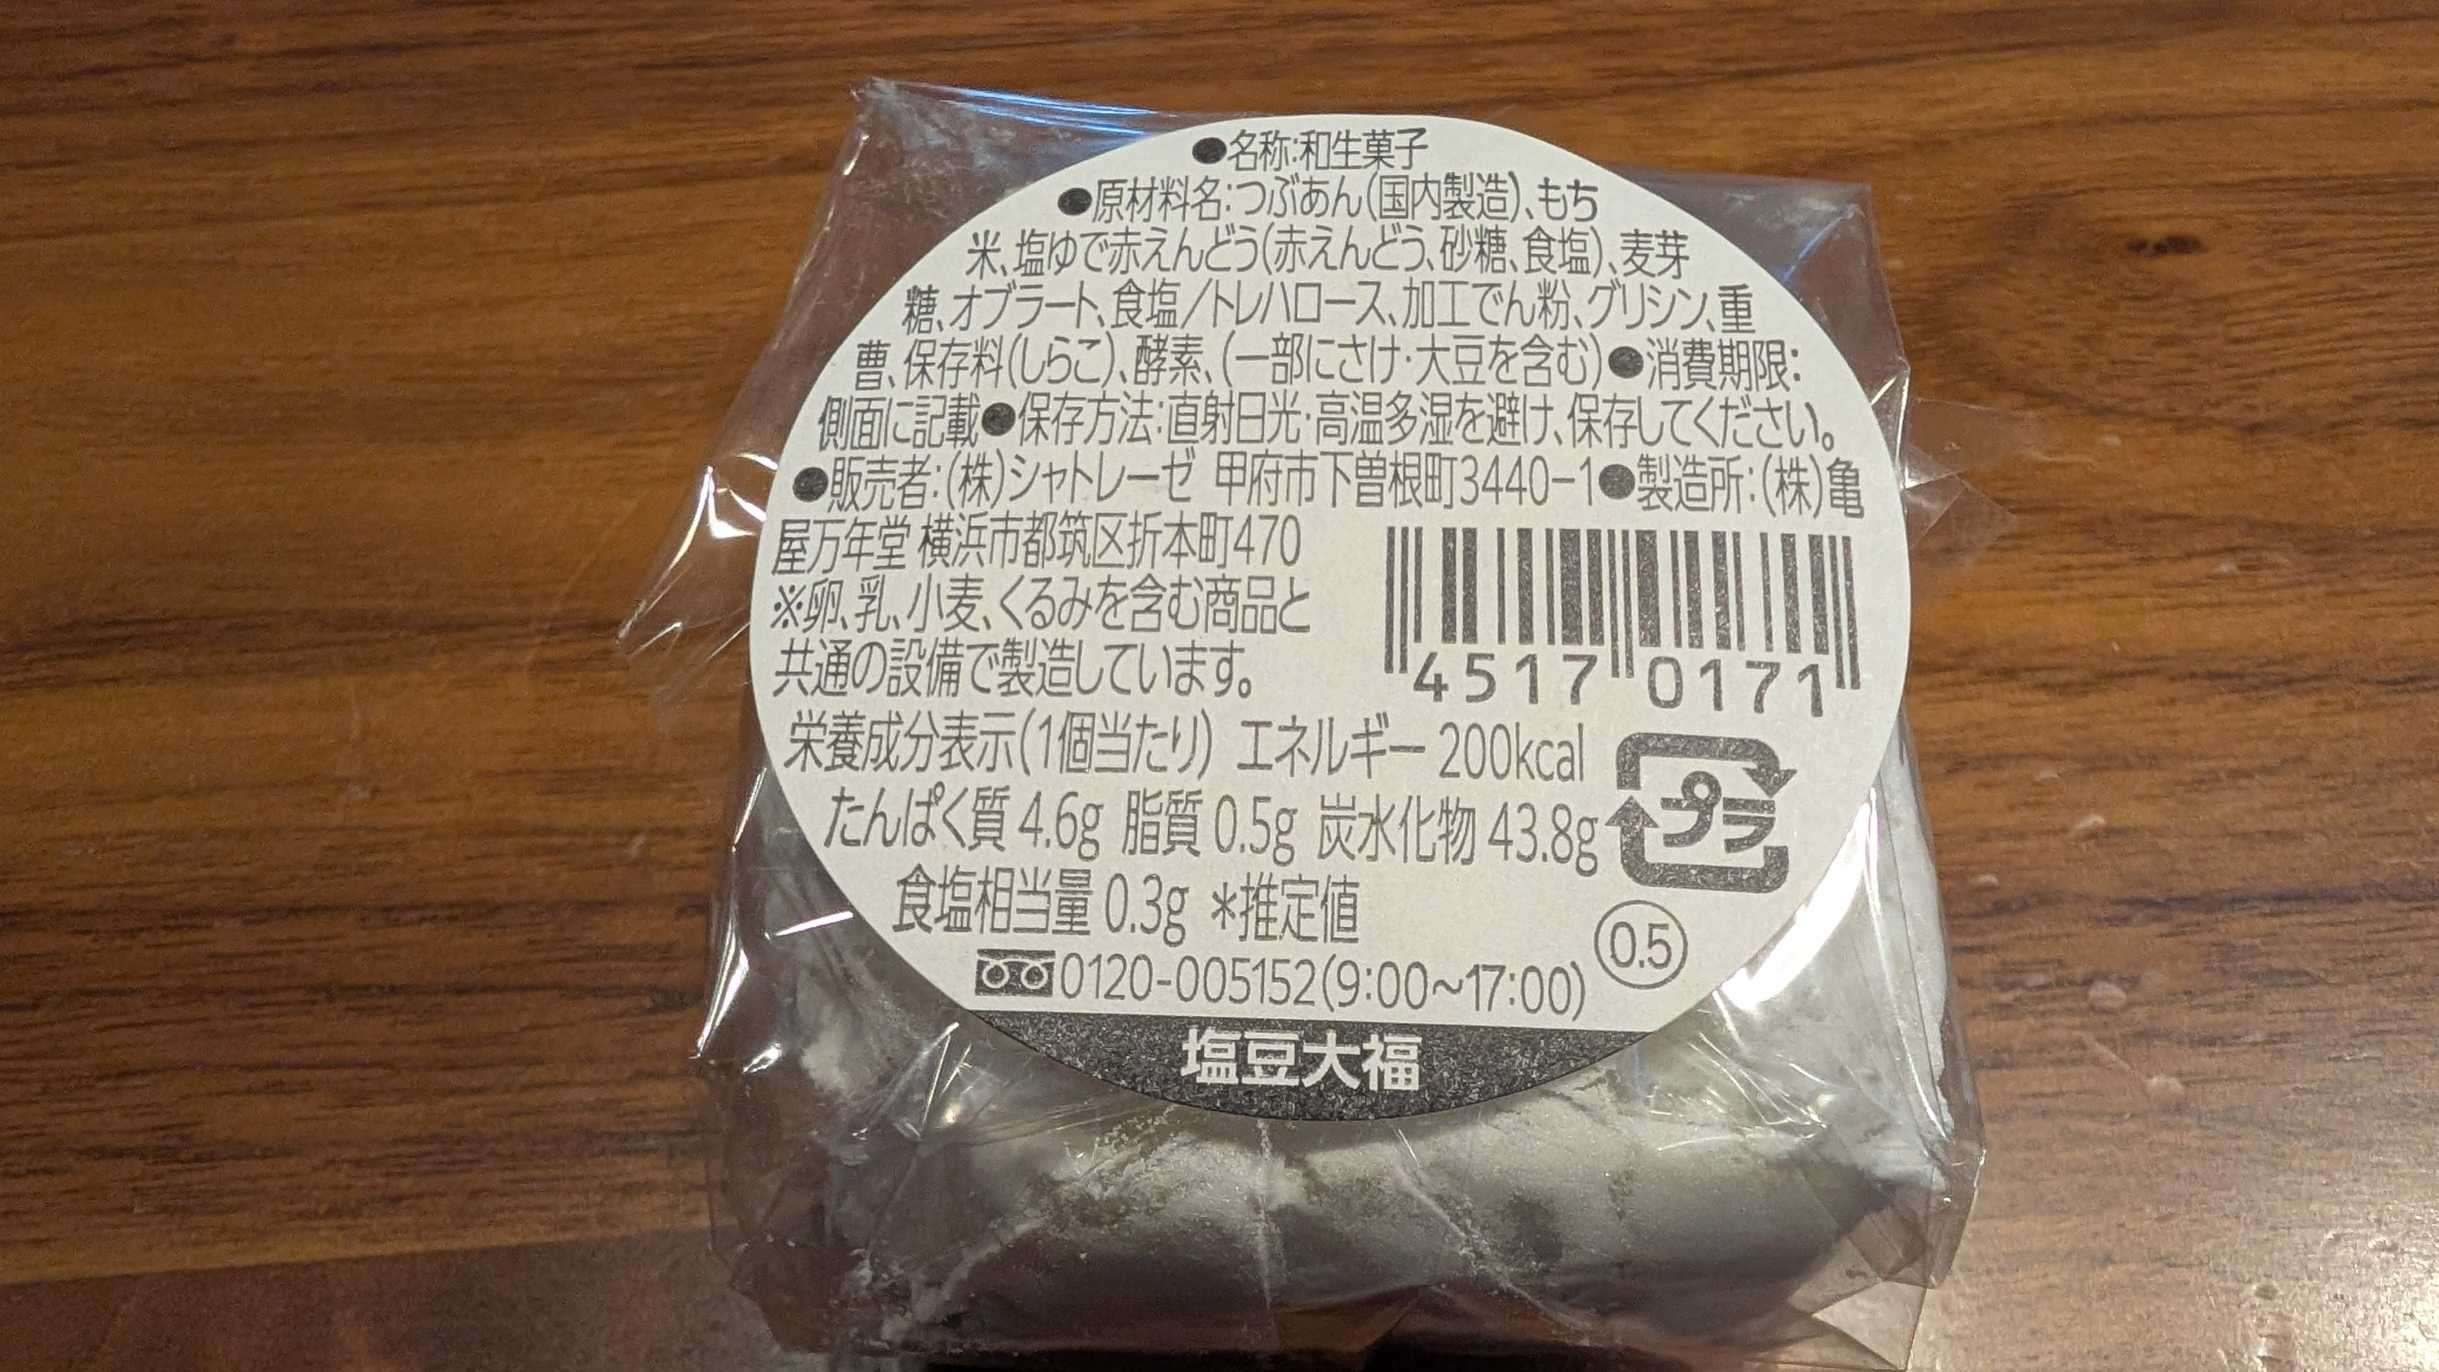 ●名称:和生菓子
●原材料名:つぶあん(国内製造)、もち
米、塩ゆで赤えんどう(赤えんどう、砂糖、食塩)、麦芽
糖、オブラート、食塩/トレハロース、加工でん粉、グリシン、重
曹、保存料(しらこ)、酵素、(一部にさけ・大豆を含む)●消費期限:
側面に記載●保存方法:直射日光・高温多湿を避け、保存してください。
●販売者:(株)シャトレーゼ 甲府市下曽根町3440-1●製造所:(株)亀
屋万年堂 横浜市都筑区折本町470
※卵、乳、小麦、くるみを含む商品と
共通の設備で製造しています。
4517 0171
栄養成分表示(1個当たり) エネルギー 200kcal
たんぱく質 4.6g 脂質 0.5g 炭水化物 43.8g
プラ
食塩相当量 0.3g *推定値
0.5
0120-005152(9:00~17:00)
塩豆大福